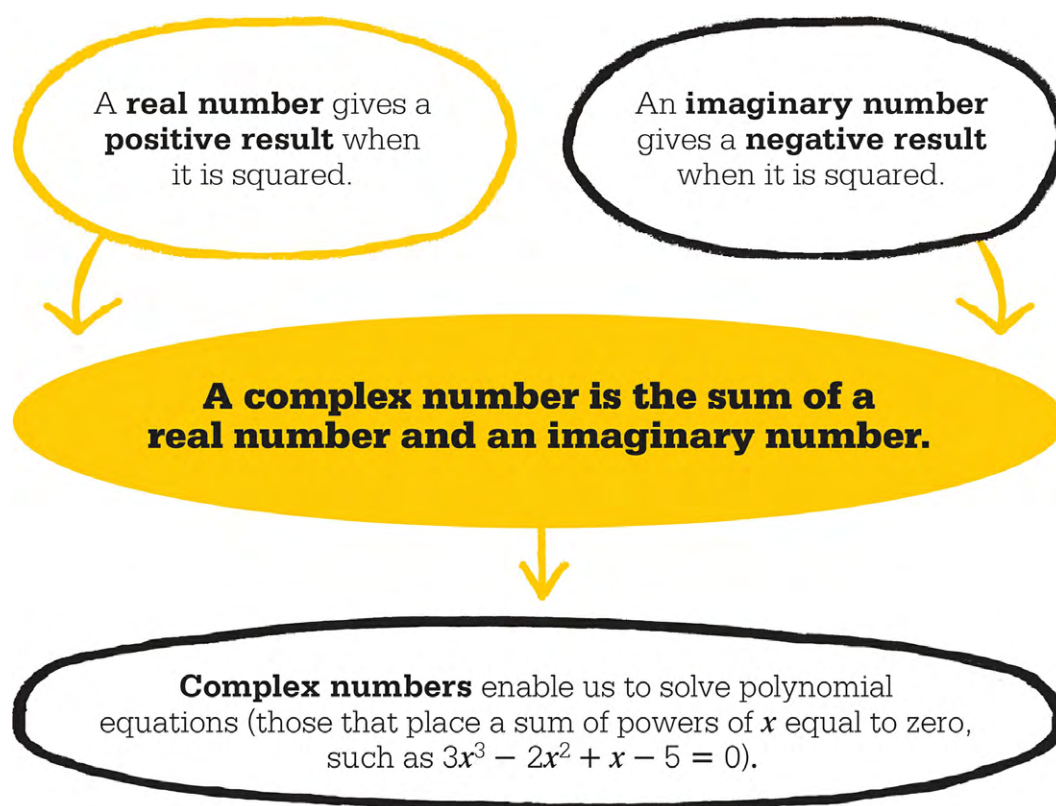 A real number gives a
positive result when
it is squared.
An imaginary number
gives a negative result
when it is squared.
A complex number is the sum of a
real number and an imaginary number.
Complex numbers enable us to solve polynomial
equations (those that place a sum of powers of x equal to zero,
such as 3x³ − 2x² + x − 5 = 0).